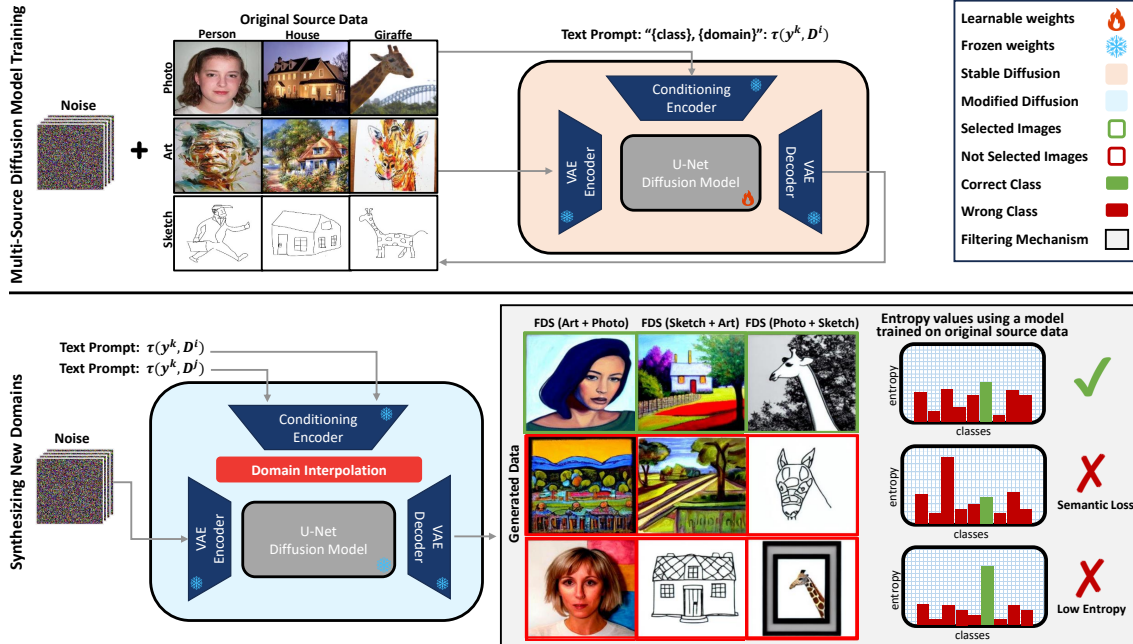 Multi-Source Diffusion Model Training
Original Source Data
Person House Giraffe
Photo
Art
Sketch
Noise
+
Text Prompt: "{class}, {domain}": τ(y^k, D^i)
Conditioning
Encoder
VAE
Encoder
U-Net
Diffusion Model
VAE
Decoder
Learnable weights
Frozen weights
Stable Diffusion
Modified Diffusion
Selected Images
Not Selected Images
Correct Class
Wrong Class
Filtering Mechanism
Synthesizing New Domains
Text Prompt: τ(y^k, D^i)
Text Prompt: τ(y^k, D^j)
Noise
Conditioning
Encoder
Domain Interpolation
VAE
Encoder
U-Net
Diffusion Model
VAE
Decoder
Generated Data
FDS (Art + Photo) FDS (Sketch + Art) FDS (Photo + Sketch)
Entropy values using a model
trained on original source data
entropy
classes
entropy
classes
Semantic Loss
entropy
classes
Low Entropy